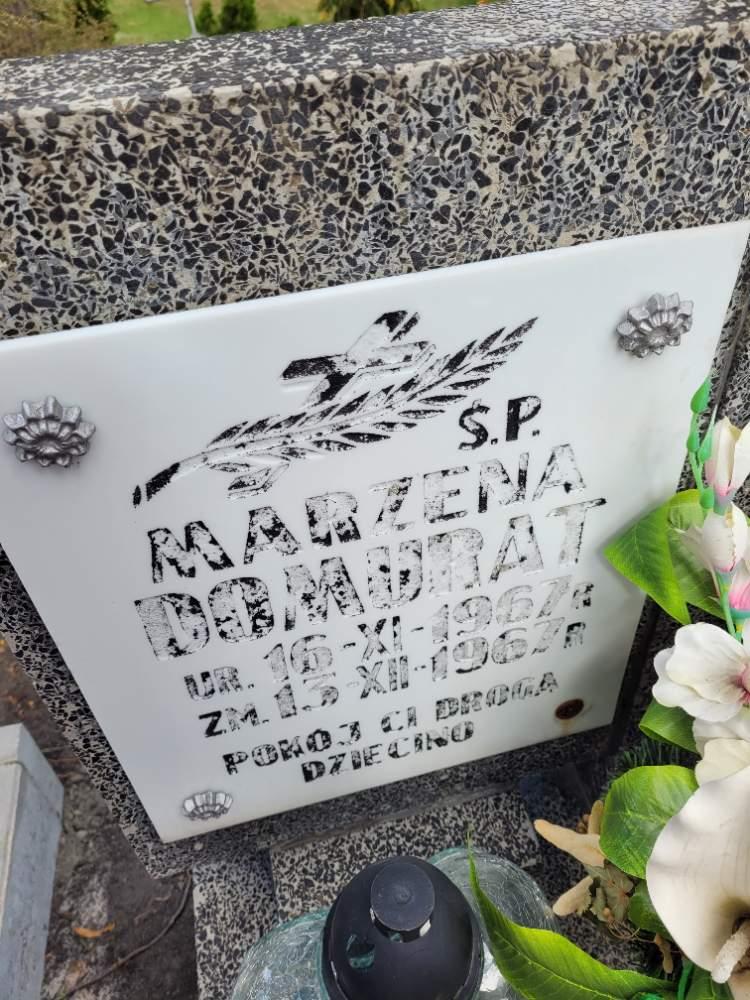 Ś.P.
MARZENA
DOMURAT
UR. 16-XI-1967R
ZM. 13-XII-1967R
POKÓJ CI DROGA
DZIECINO